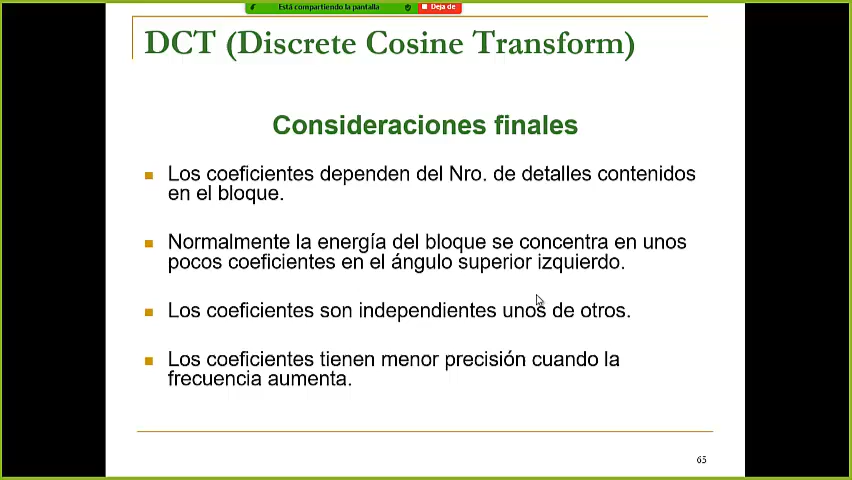 Está compartiendo la pantalla
Deja de
DCT (Discrete Cosine Transform)
Consideraciones finales
Los coeficientes dependen del Nro. de detalles contenidos
en el bloque.
Normalmente la energía del bloque se concentra en unos
pocos coeficientes en el ángulo superior izquierdo.
Los coeficientes son independientes unos de otros.
Los coeficientes tienen menor precisión cuando la
frecuencia aumenta.
65